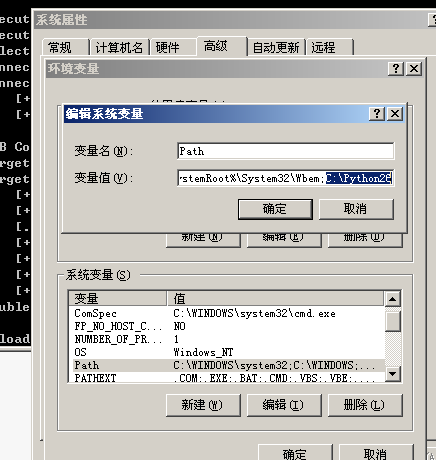 系统属性
常规 计算机名 硬件 高级 自动更新 远程
环境变量
编辑系统变量
变量名(N): Path
变量值(V): rstemRoot%\System32\Wbem;C:\Python26
确定 取消
新建(N) 编辑(E) 删除(D)
系统变量(S)
变量 值
ComSpec C:\WINDOWS\system32\cmd.exe
FP_NO_HOST_C... NO
NUMBER_OF_PR... 1
OS Windows_NT
Path C:\WINDOWS\system32;C:\WINDOWS;...
PATHEXT .COM;.EXE;.BAT;.CMD;.VBS;.VBE;...
新建(W) 编辑(I) 删除(L)
确定 取消
ecut
ecut
lect
onnec
nnec
[+
[+
B Co
arget
arget
[+
[+
[.
[+
[+
[+
[+
uble
load